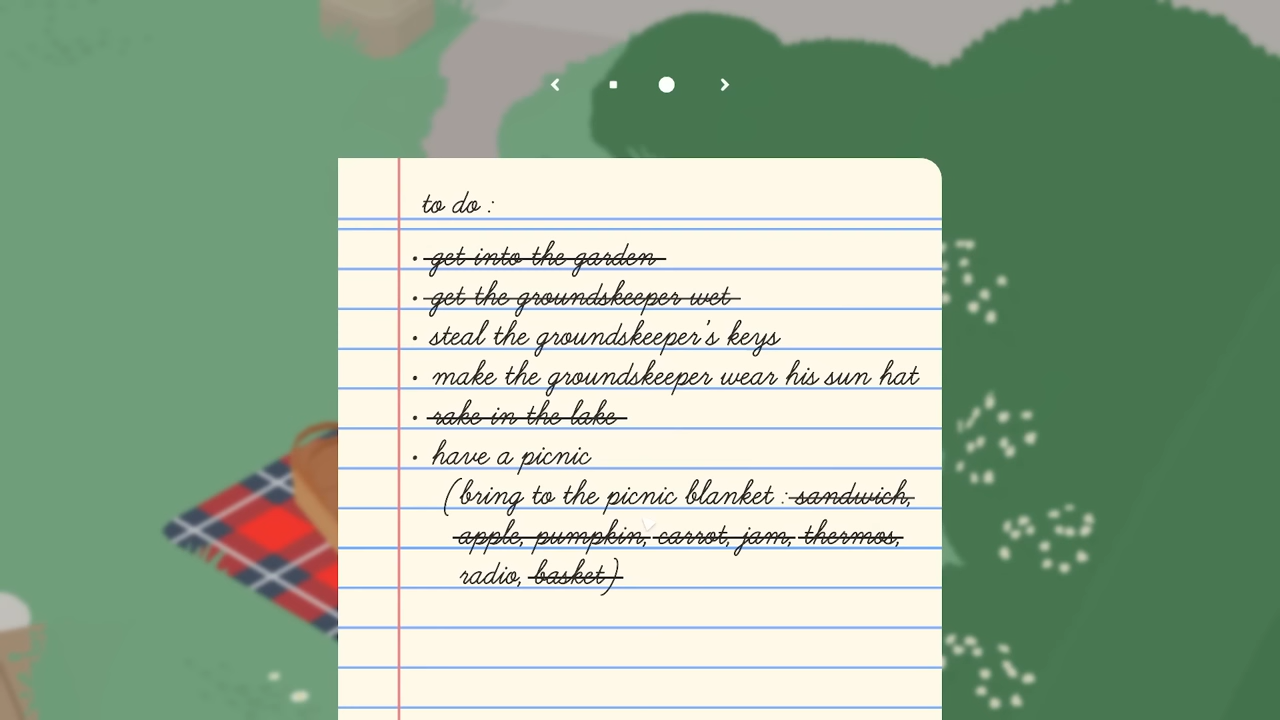 to do :
• get into the garden
• get the groundskeeper wet
• steal the groundskeeper's keys
• make the groundskeeper wear his sun hat
• rake in the lake
• have a picnic
(bring to the picnic blanket : sandwich,
apple, pumpkin, carrot, jam, thermos,
radio, basket)